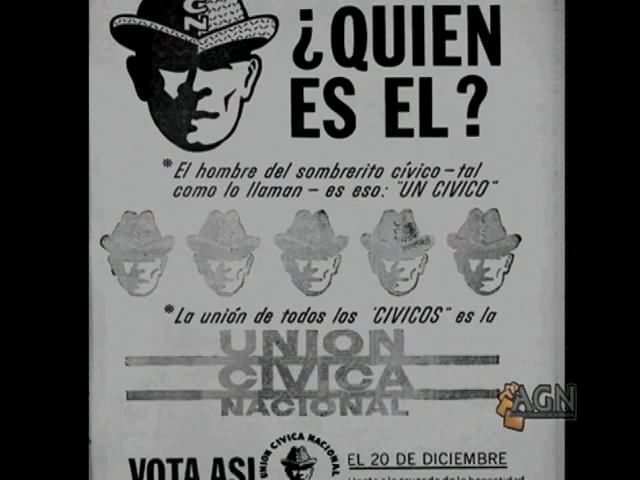 UCN
¿QUIEN
ES EL?
*El hombre del sombrerito cívico - tal
como lo llaman - es eso: "UN CIVICO"
*La unión de todos los "CIVICOS" es la
UNION
CIVICA
NACIONAL
AGN
VOTA ASI
UNION CIVICA NACIONAL
EL 20 DE DICIEMBRE